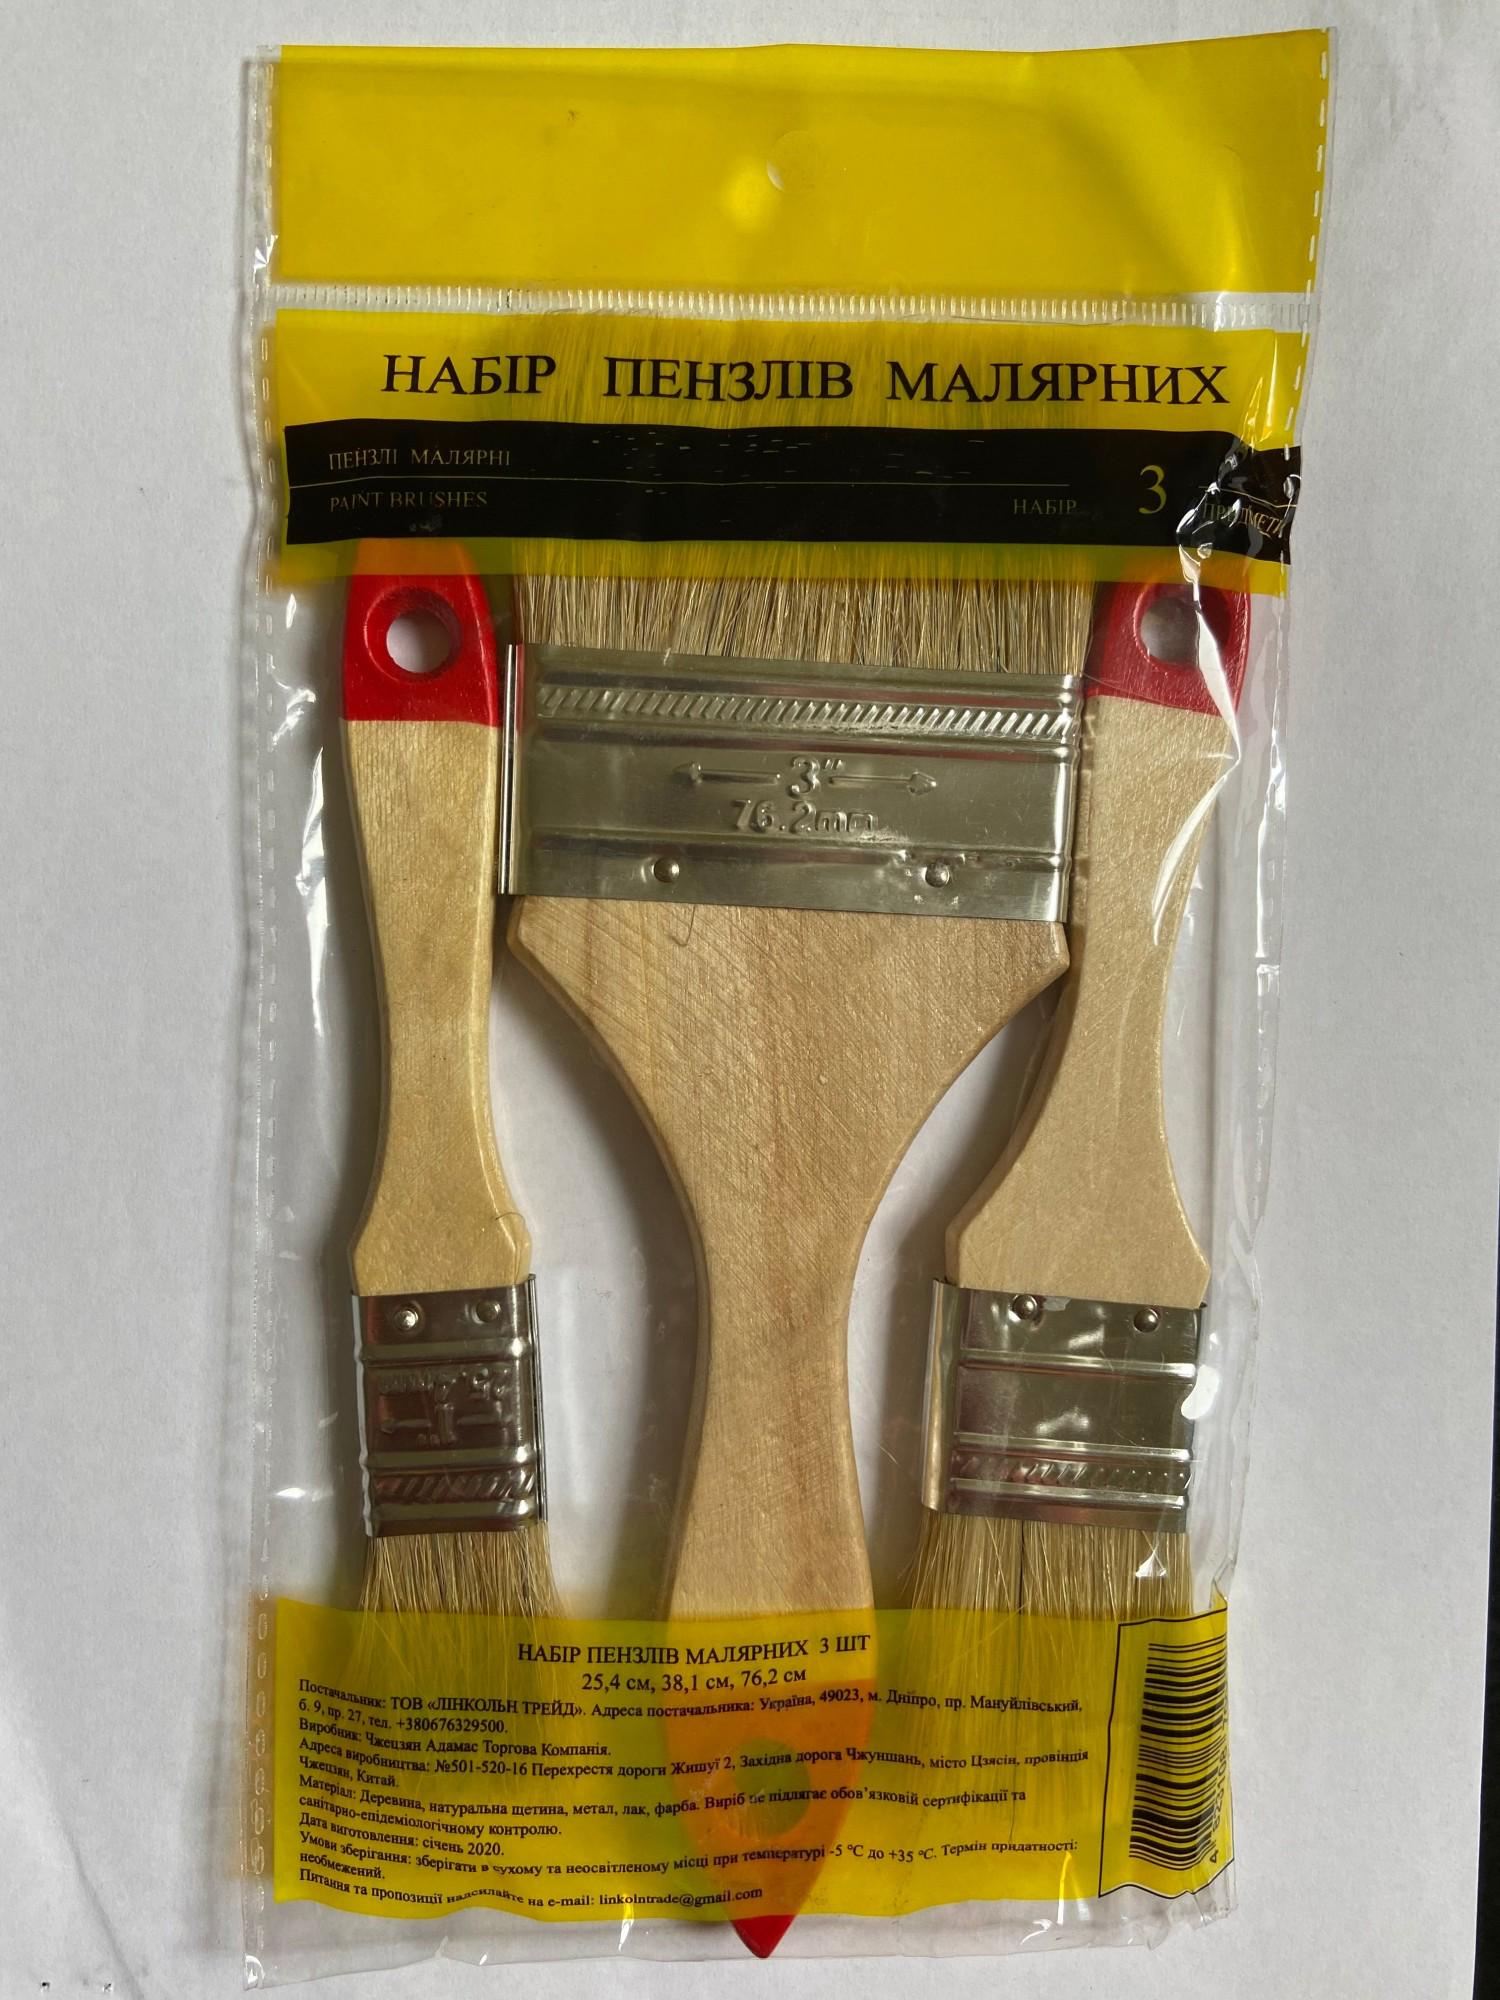 НАБІР ПЕНЗЛІВ МАЛЯРНИХ
ПЕНЗЛІ МАЛЯРНІ
PAINT BRUSHES
НАБІР 3 ПРЕДМЕТИ
3"
76.2mm
25.4mm
1"
НАБІР ПЕНЗЛІВ МАЛЯРНИХ 3 ШТ
25,4 см, 38,1 см, 76,2 см
Постачальник: ТОВ «ЛІНКОЛЬН ТРЕЙД». Адреса постачальника: Україна, 49023, м. Дніпро, пр. Мануйлівський,
б. 9, пр. 27, тел. +380676329500.
Виробник: Чжецзян Адамас Торгова Компанія.
Адреса виробництва: №501-520-16 Перехрестя дороги Жишуї 2, Західна дорога Чжуншань, місто Цзясін, провінція
Чжецзян, Китай.
Матеріал: Деревина, натуральна щетина, метал, лак, фарба. Виріб не підлягає обов’язковій сертифікації та
санітарно-епідеміологічному контролю.
Дата виготовлення: січень 2020.
Умови зберігання: зберігати в сухому та неосвітленому місці при температурі -5 °С до +35 °С. Термін придатності:
необмежений.
Питання та пропозиції надсилайте на e-mail: linkolntrade@gmail.com